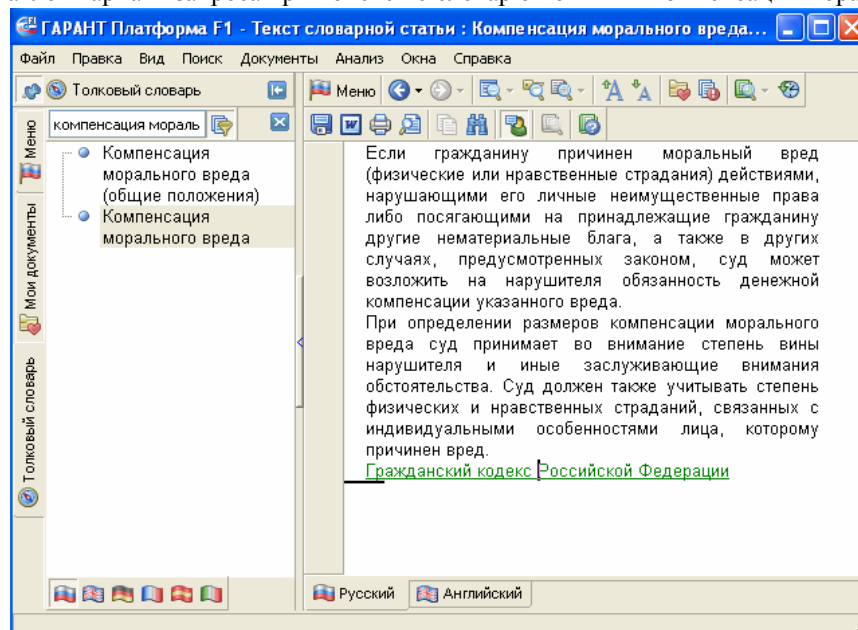 ГАРАНТ Платформа F1 - Текст словарной статьи : Компенсация морального вреда...
Файл Правка Вид Поиск Документы Анализ Окна Справка
Толковый словарь
Меню
компенсация мораль
Компенсация
морального вреда
(общие положения)
Компенсация
морального вреда
Меню
Мои документы
Толковый словарь
Если гражданину причинен моральный вред
(физические или нравственные страдания) действиями,
нарушающими его личные неимущественные права
либо посягающими на принадлежащие гражданину
другие нематериальные блага, а также в других
случаях, предусмотренных законом, суд может
возложить на нарушителя обязанность денежной
компенсации указанного вреда.
При определении размеров компенсации морального
вреда суд принимает во внимание степень вины
нарушителя и иные заслуживающие внимания
обстоятельства. Суд должен также учитывать степень
физических и нравственных страданий, связанных с
индивидуальными особенностями лица, которому
причинен вред.
Гражданский кодекс Российской Федерации
Русский Английский